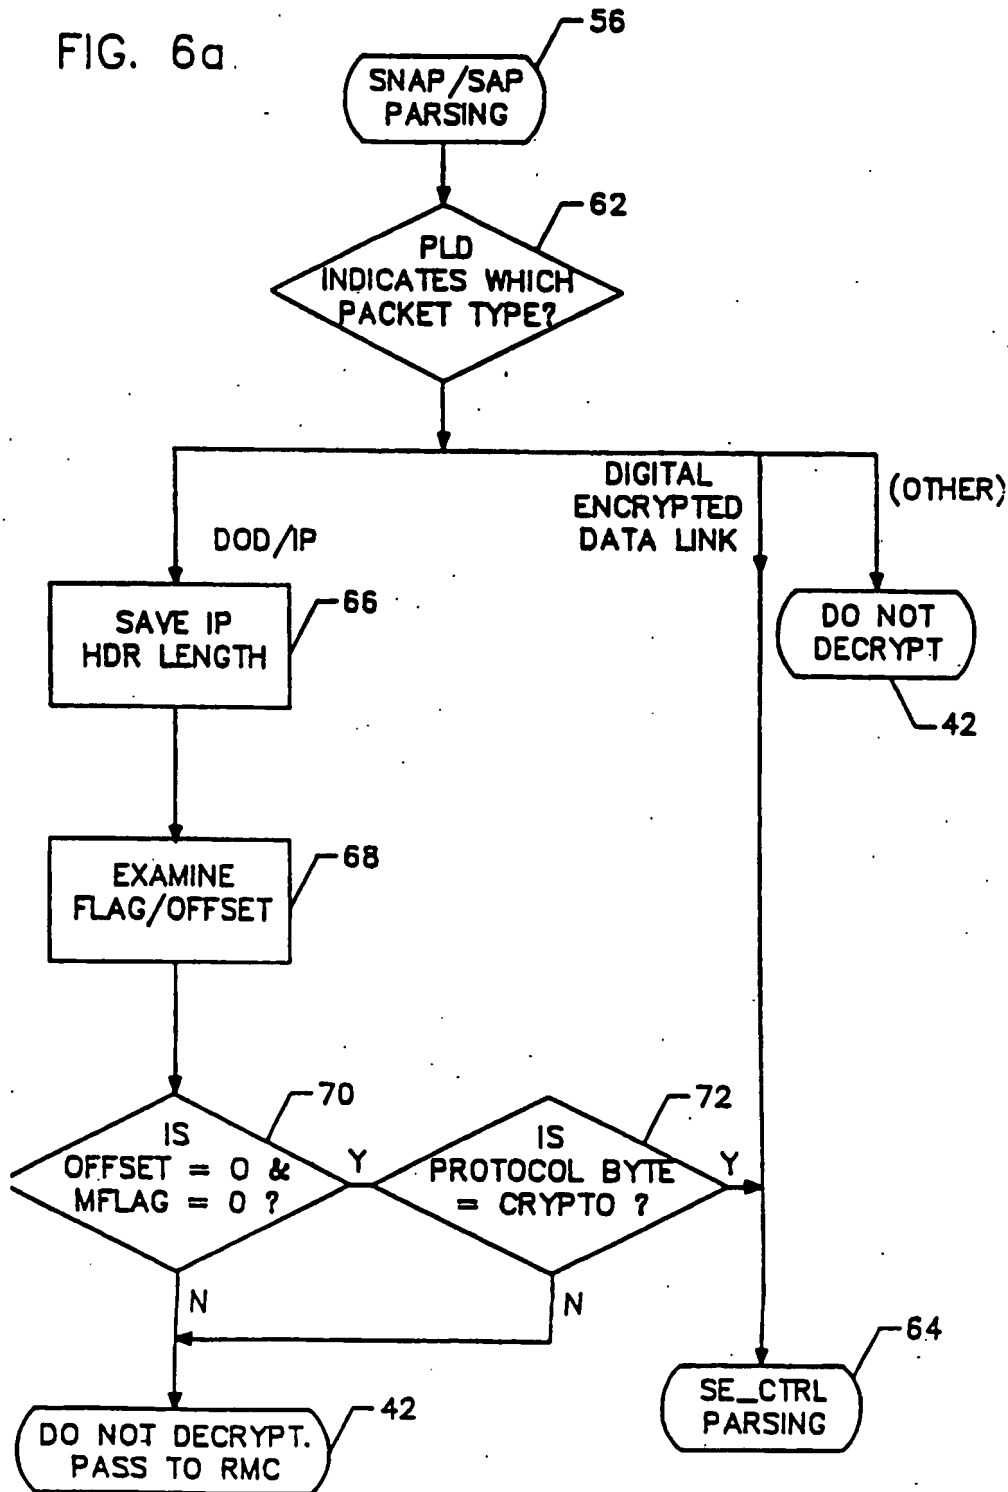 FIG. 6a
56
SNAP/SAP
PARSING
62
PLD
INDICATES WHICH
PACKET TYPE?
DIGITAL
ENCRYPTED
DATA LINK
(OTHER)
DOD/IP
66
SAVE IP
HDR LENGTH
DO NOT
DECRYPT
42
68
EXAMINE
FLAG/OFFSET
70
IS
OFFSET = 0 &
MFLAG = 0 ?
Y
72
IS
PROTOCOL BYTE
= CRYPTO ?
Y
N
N
64
SE_CTRL
PARSING
42
DO NOT DECRYPT.
PASS TO RMC